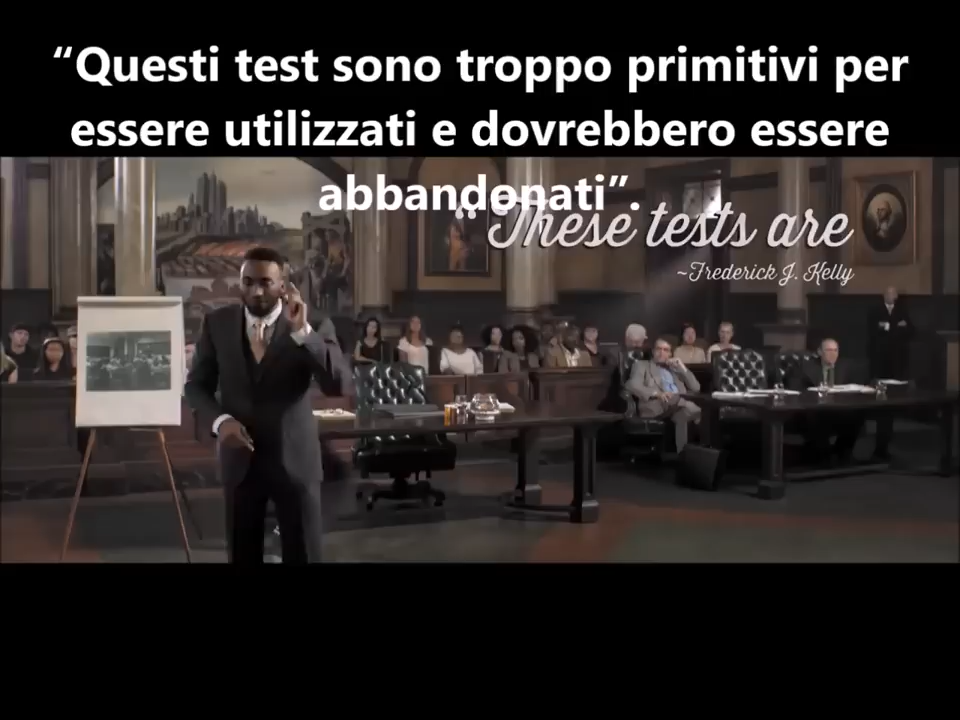 “Questi test sono troppo primitivi per
essere utilizzati e dovrebbero essere
abbandonati”.
“These tests are
~Frederick J. Kelly